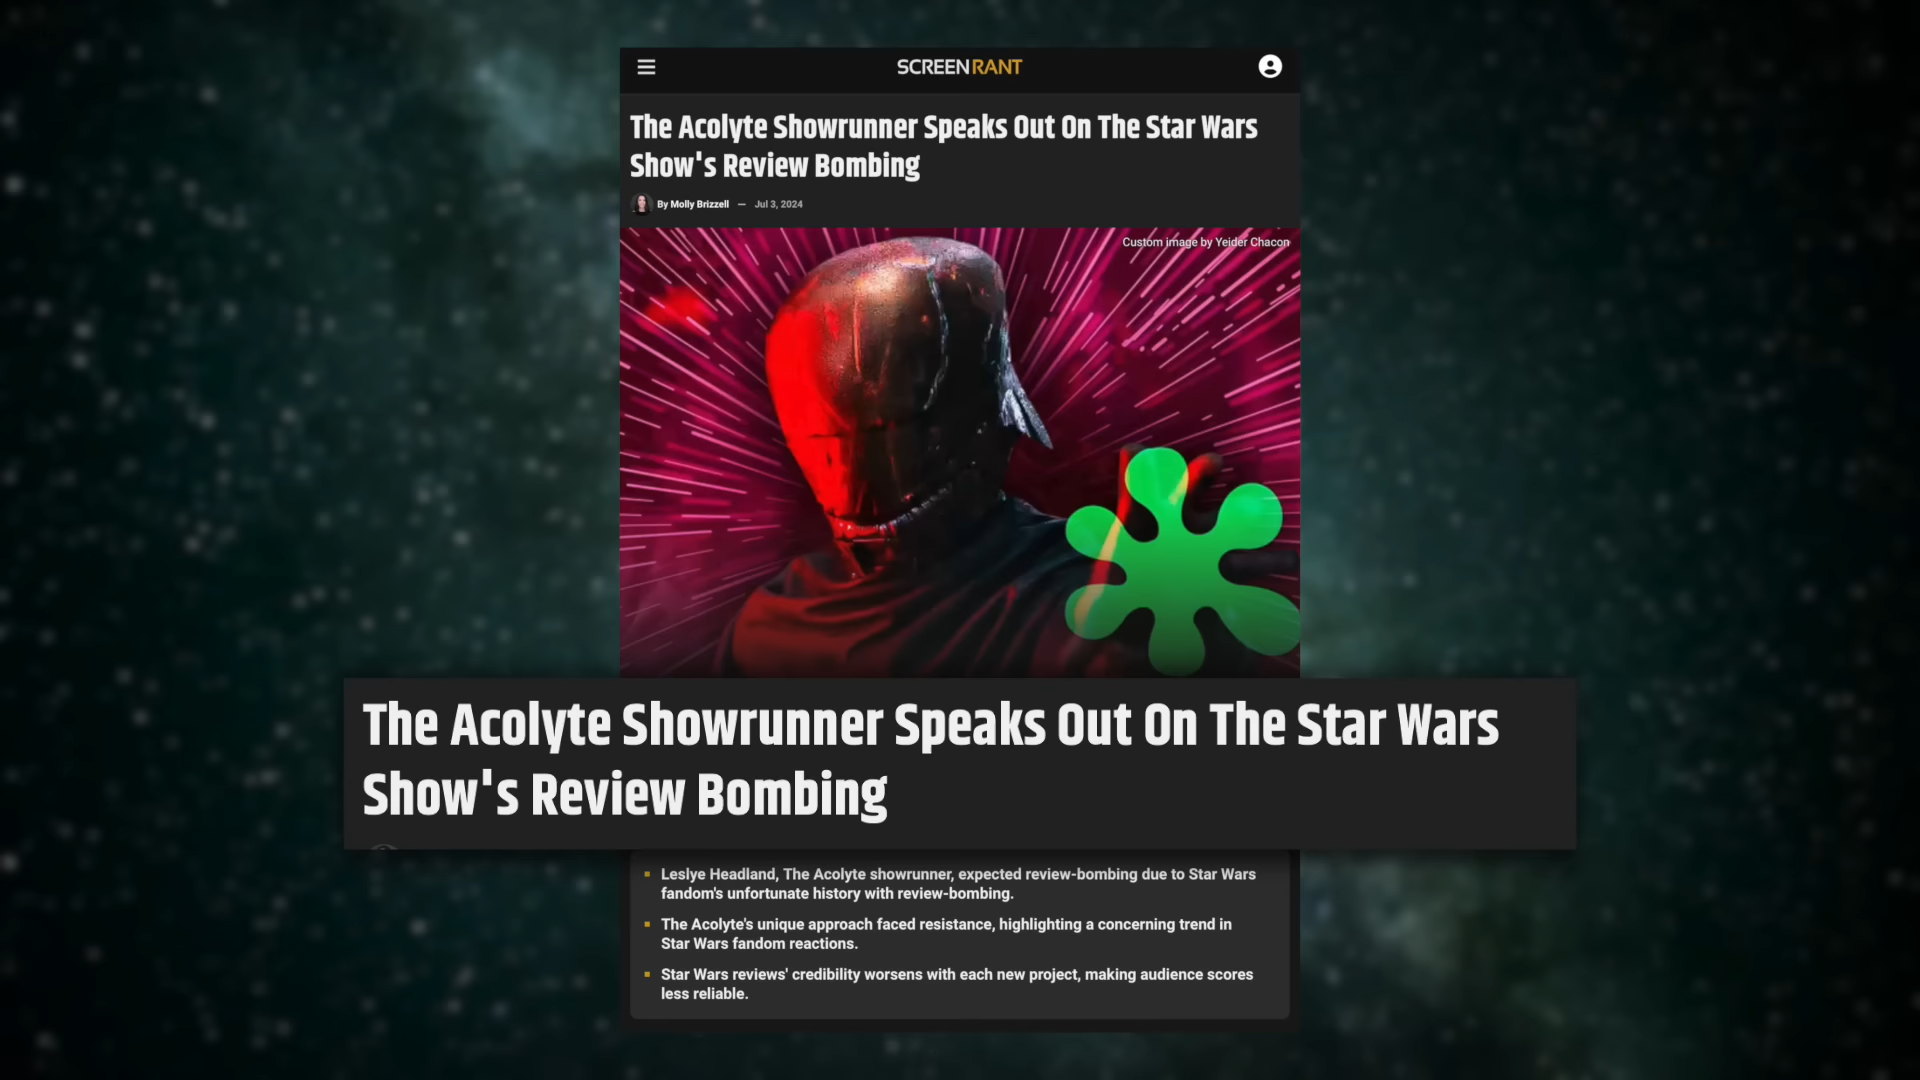 SCREENRANT
The Acolyte Showrunner Speaks Out On The Star Wars
Show's Review Bombing
By Molly Brizzell — Jul 3, 2024
Custom image by Yeider Chacon
The Acolyte Showrunner Speaks Out On The Star Wars
Show's Review Bombing
Leslye Headland, The Acolyte showrunner, expected review-bombing due to Star Wars
fandom's unfortunate history with review-bombing.
The Acolyte's unique approach faced resistance, highlighting a concerning trend in
Star Wars fandom reactions.
Star Wars reviews' credibility worsens with each new project, making audience scores
less reliable.